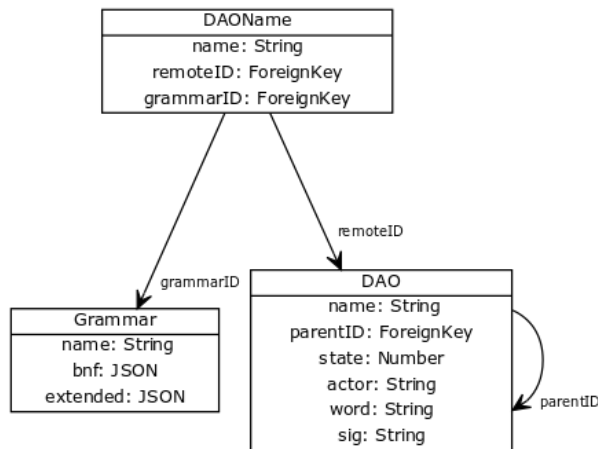 DAOName
name: String
remoteID: ForeignKey
grammarID: ForeignKey
remoteID
grammarID
DAO
name: String
parentID: ForeignKey
state: Number
actor: String
word: String
sig: String
Grammar
name: String
bnf: JSON
extended: JSON
parentID